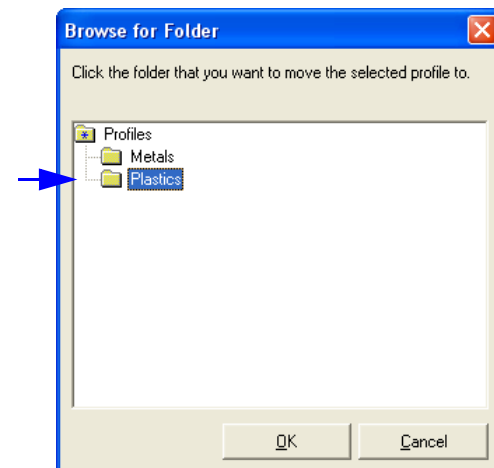 Browse for Folder
Click the folder that you want to move the selected profile to.
Profiles
Metals
Plastics
OK
Cancel